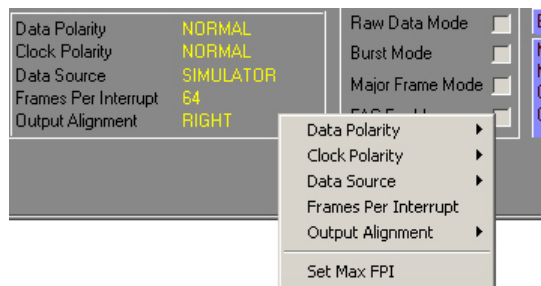 Data Polarity NORMAL
Clock Polarity NORMAL
Data Source SIMULATOR
Frames Per Interrupt 64
Output Alignment RIGHT
Raw Data Mode
Burst Mode
Major Frame Mode
Data Polarity
Clock Polarity
Data Source
Frames Per Interrupt
Output Alignment
Set Max FPI